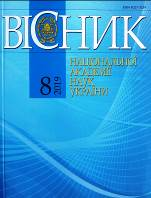 ВІСНИК
НАЦІОНАЛЬНОЇ
АКАДЕМІЇ
НАУК
УКРАЇНИ
8
2019